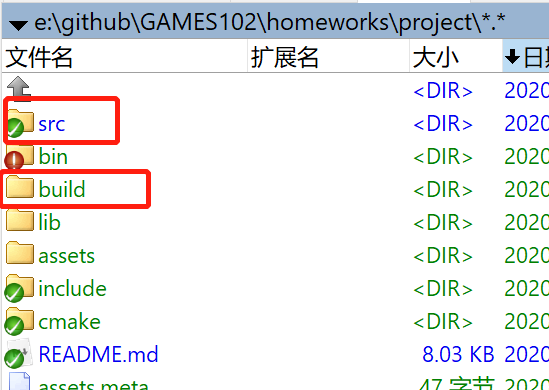 e:\github\GAMES102\homeworks\project\*.*
文件名 扩展名 大小 日期
<DIR> 2020
src <DIR> 2020
bin <DIR> 2020
build <DIR> 2020
lib <DIR> 2020
assets <DIR> 2020
include <DIR> 2020
cmake <DIR> 2020
README.md 8.03 KB 2020
assets.meta 47 字节 2020